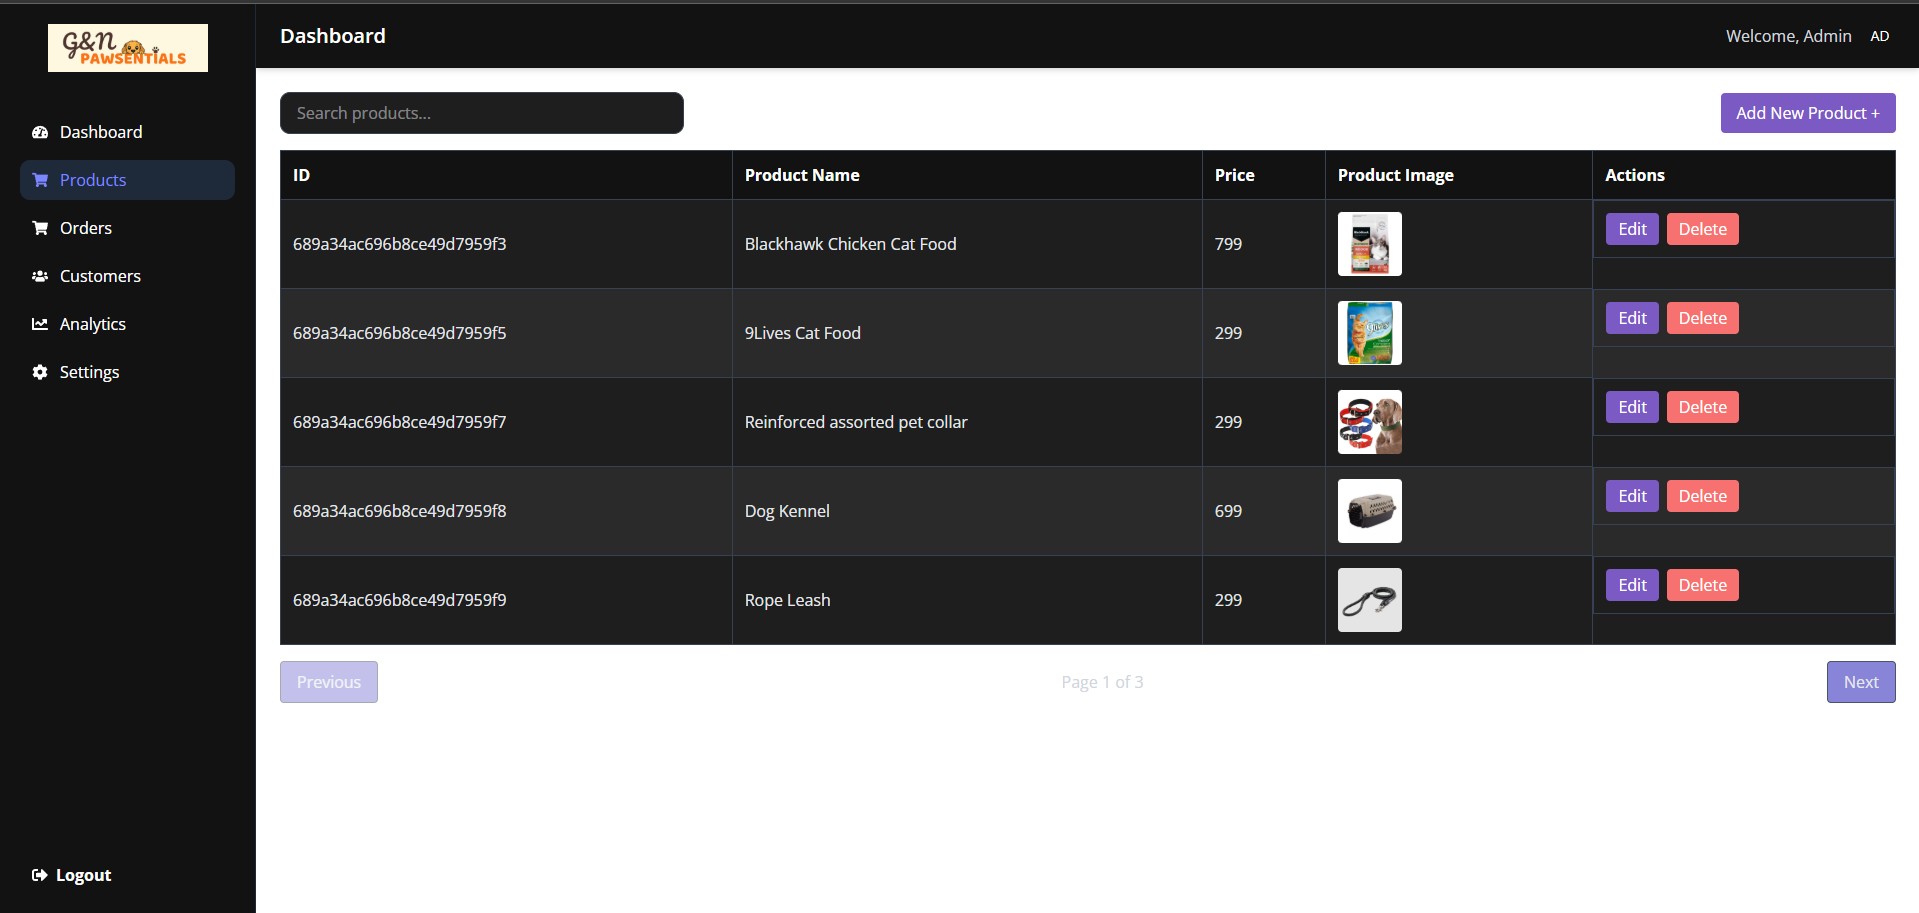 G&N
PAWSENTIALS
Dashboard
Products
Orders
Customers
Analytics
Settings
Logout
Dashboard
Welcome, Admin AD
Search products...
Add New Product +
ID Product Name Price Product Image Actions
689a34ac696b8ce49d7959f3 Blackhawk Chicken Cat Food 799 Edit Delete
689a34ac696b8ce49d7959f5 9Lives Cat Food 299 Edit Delete
689a34ac696b8ce49d7959f7 Reinforced assorted pet collar 299 Edit Delete
689a34ac696b8ce49d7959f8 Dog Kennel 699 Edit Delete
689a34ac696b8ce49d7959f9 Rope Leash 299 Edit Delete
Previous Page 1 of 3 Next